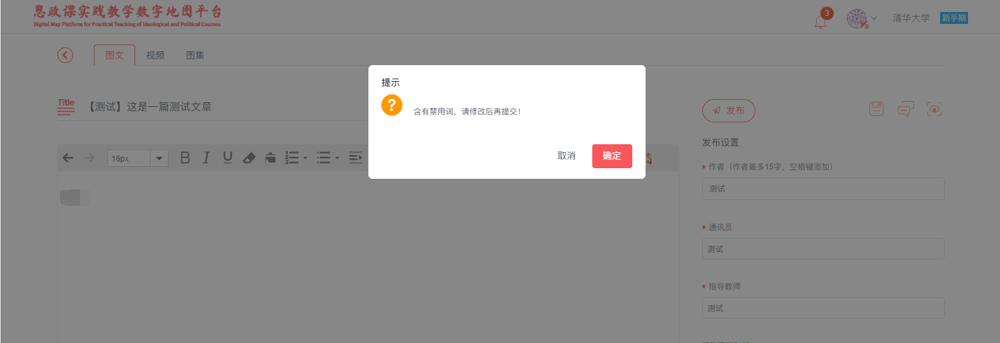 思政课实践教学数字地图平台
Digital Map Platform for Practical Teaching of Ideological and Political Courses
3
V0
清华大学
新手期
图文
视频
图集
提示
?
含有禁用词，请修改后再提交！
取消
确定
Title
【测试】这是一篇测试文章
发布
16px
B
I
U
发布设置
* 作者（作者最多15字，空格键添加）
测试
* 通讯员
测试
* 指导教师
测试